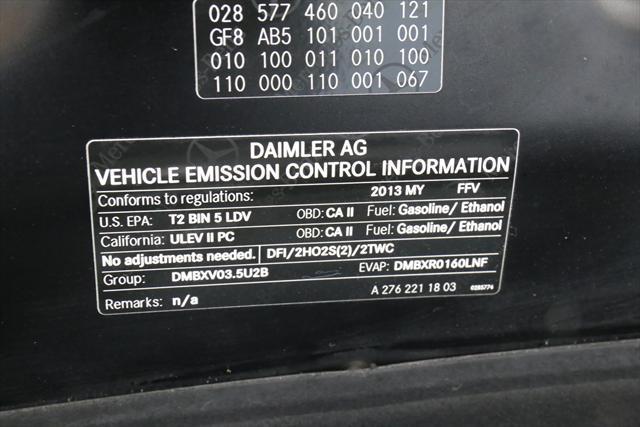 028 577 460 040 121
GF8 AB5 101 001 001
010 100 011 010 100
110 000 110 001 067
DAIMLER AG
VEHICLE EMISSION CONTROL INFORMATION
Conforms to regulations: 2013 MY FFV
U.S. EPA: T2 BIN 5 LDV OBD: CA II Fuel: Gasoline/ Ethanol
California: ULEV II PC OBD: CA II Fuel: Gasoline/ Ethanol
No adjustments needed. DFI/2HO2S(2)/2TWC
Group: DMBXV03.5U2B EVAP: DMBXR0160LNF
Remarks: n/a A 276 221 18 03